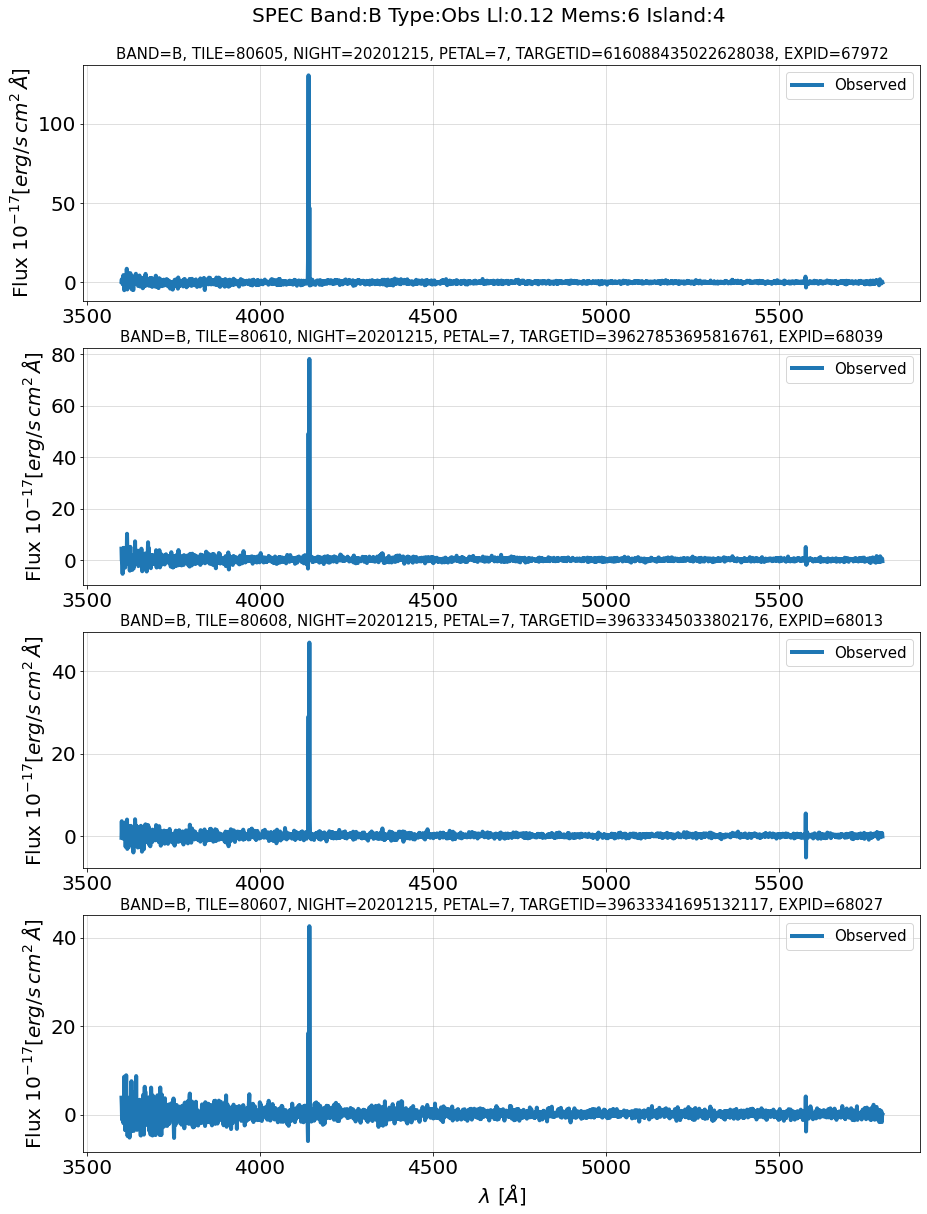 SPEC Band:B Type:Obs Ll:0.12 Mems:6 Island:4
BAND=B, TILE=80605, NIGHT=20201215, PETAL=7, TARGETID=616088435022628038, EXPID=67972
Observed
Flux 10^{-17}[erg/s cm^2 Å]
100
50
0
3500 4000 4500 5000 5500
BAND=B, TILE=80610, NIGHT=20201215, PETAL=7, TARGETID=39627853695816761, EXPID=68039
Observed
Flux 10^{-17}[erg/s cm^2 Å]
80
60
40
20
0
3500 4000 4500 5000 5500
BAND=B, TILE=80608, NIGHT=20201215, PETAL=7, TARGETID=39633345033802176, EXPID=68013
Observed
Flux 10^{-17}[erg/s cm^2 Å]
40
20
0
3500 4000 4500 5000 5500
BAND=B, TILE=80607, NIGHT=20201215, PETAL=7, TARGETID=39633341695132117, EXPID=68027
Observed
Flux 10^{-17}[erg/s cm^2 Å]
40
20
0
3500 4000 4500 5000 5500
λ [Å]